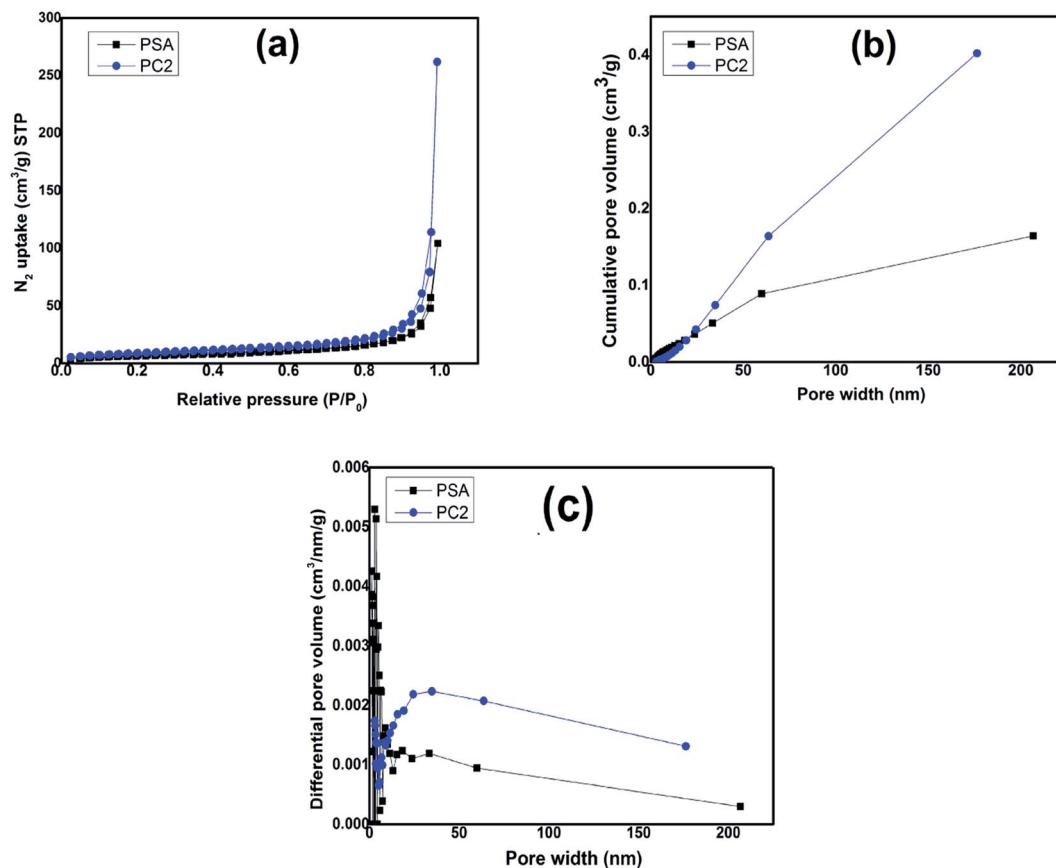 (a)
PSA
PC2
N₂ uptake (cm³/g) STP
300
250
200
150
100
50
0
0.0 0.2 0.4 0.6 0.8 1.0
Relative pressure (P/P₀)
(b)
PSA
PC2
Cumulative pore volume (cm³/g)
0.4
0.3
0.2
0.1
0.0
0 50 100 150 200
Pore width (nm)
(c)
PSA
PC2
Differential pore volume (cm³/nm/g)
0.006
0.005
0.004
0.003
0.002
0.001
0.000
0 50 100 150 200
Pore width (nm)